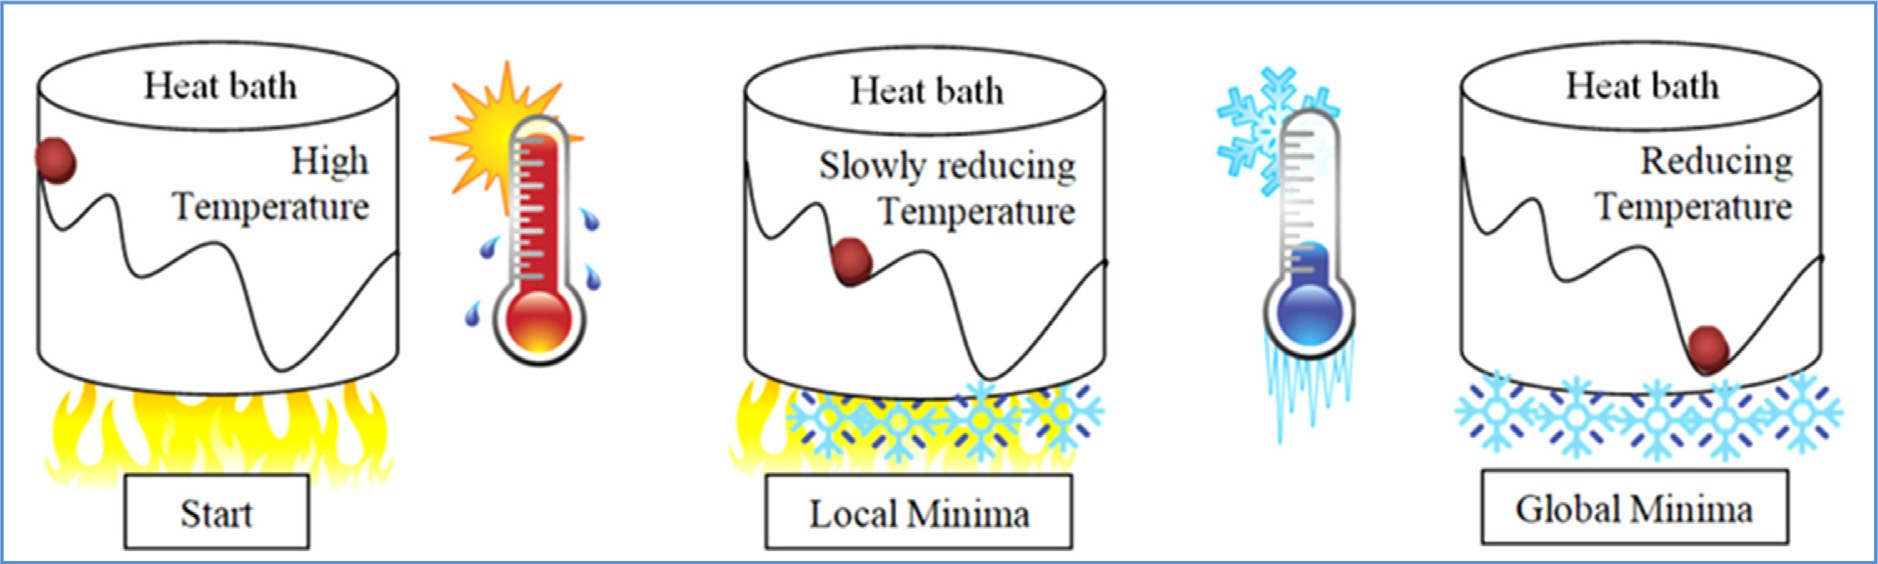 Heat bath
High
Temperature
Start
Heat bath
Slowly reducing
Temperature
Local Minima
Heat bath
Reducing
Temperature
Global Minima